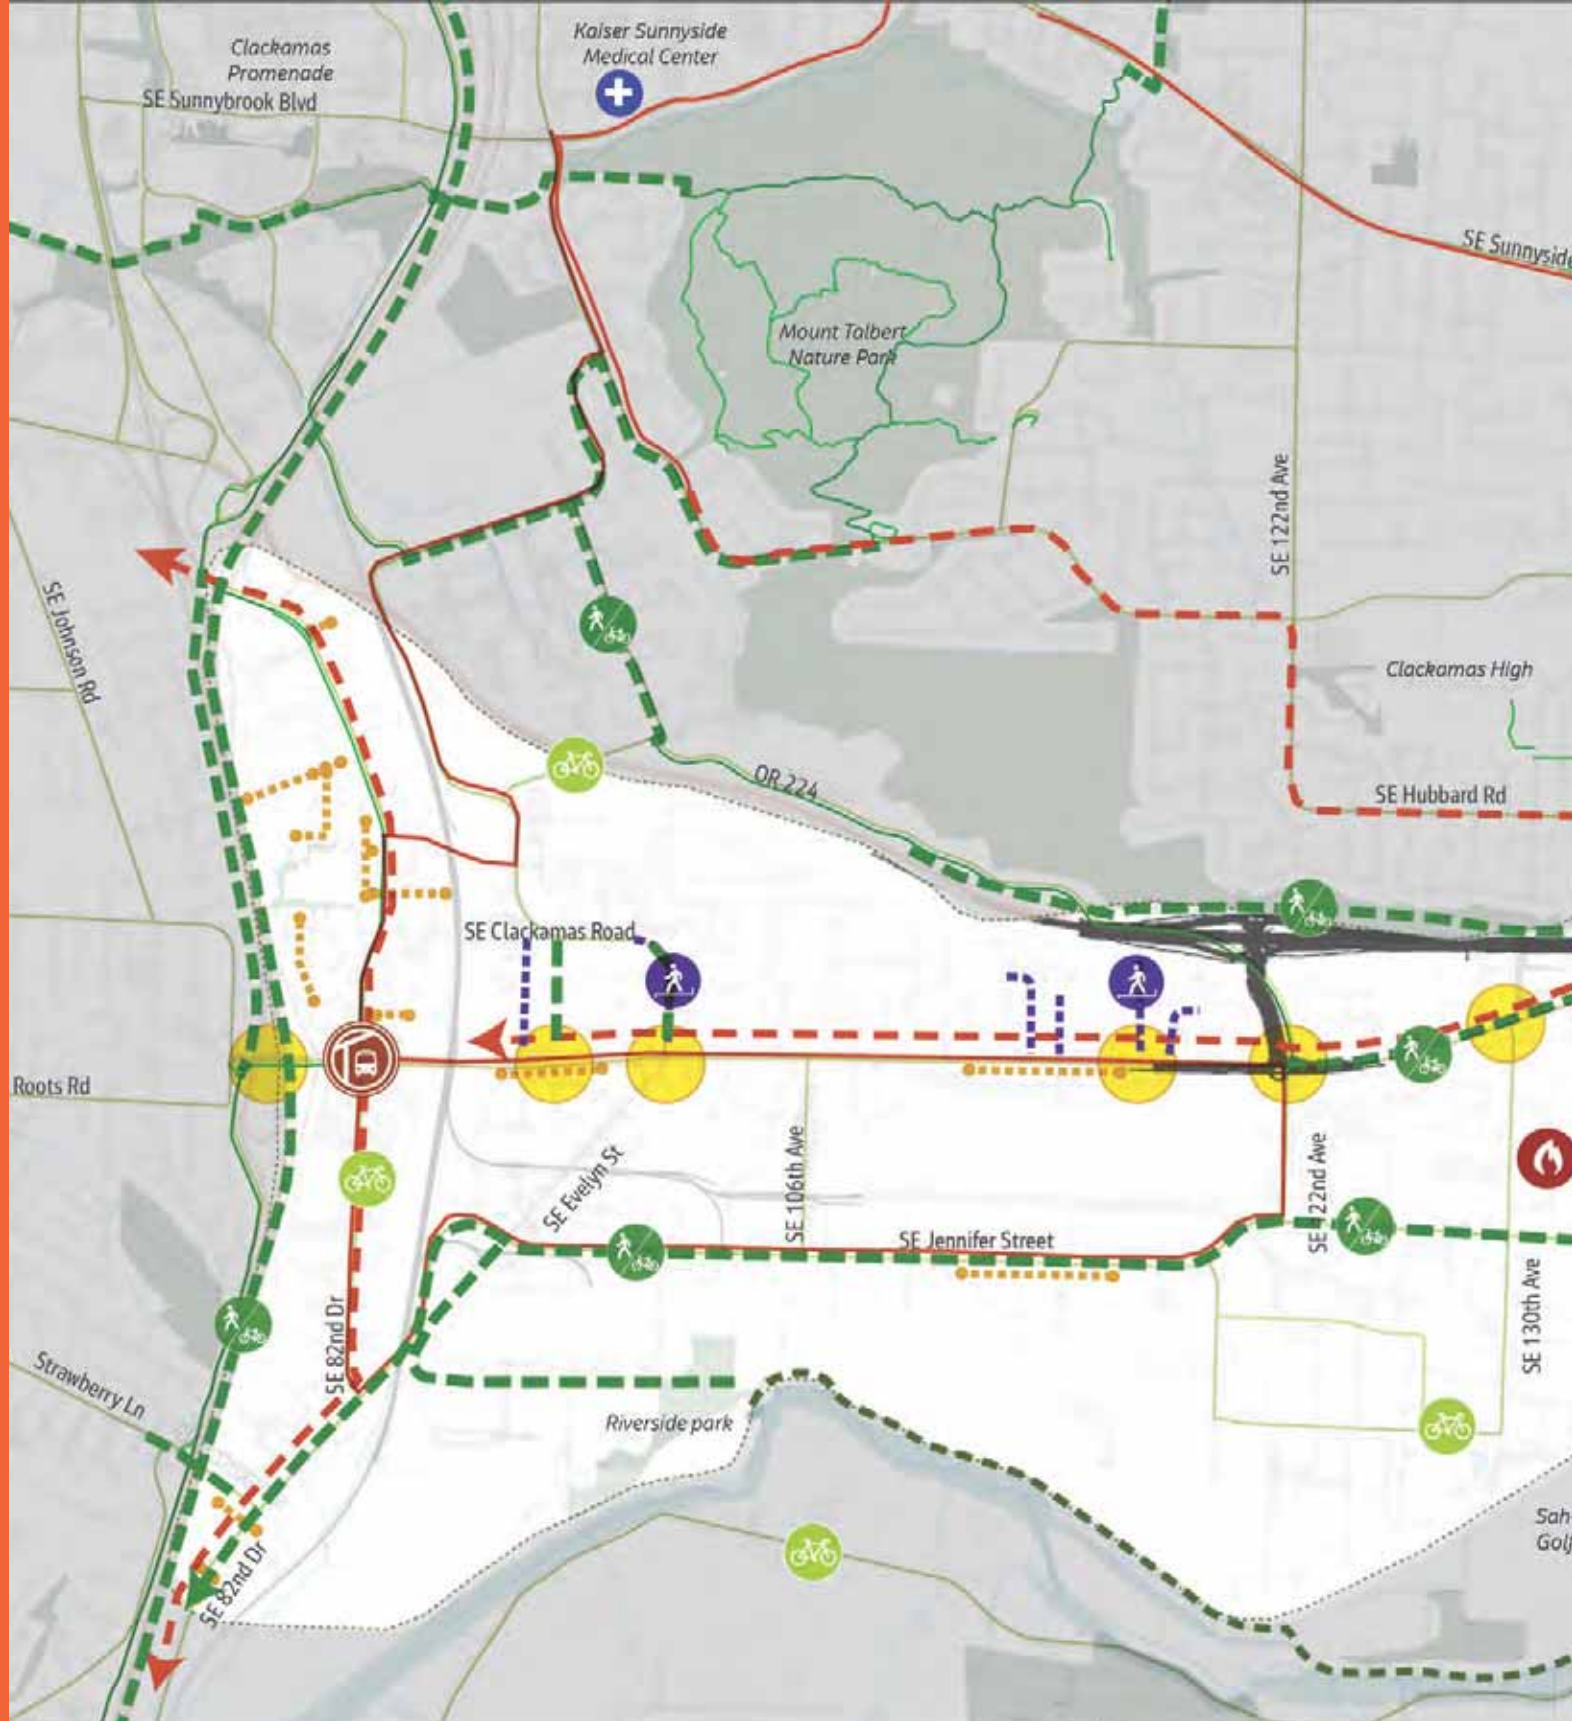 Kaiser Sunnyside
Medical Center
Clackamas
Promenade
SE Sunnybrook Blvd
SE Sunnyside
Mount Talbert
Nature Park
SE 122nd Ave
SE Johnson Rd
Clackamas High
OR 224
SE Hubbard Rd
SE Clackamas Road
Roots Rd
SE Evelyn St
SE 106th Ave
SE 22nd Ave
SE Jennifer Street
SE 130th Ave
SE 82nd Dr
Strawberry Ln
Riverside park
Sah
Golf
SE 82nd Dr